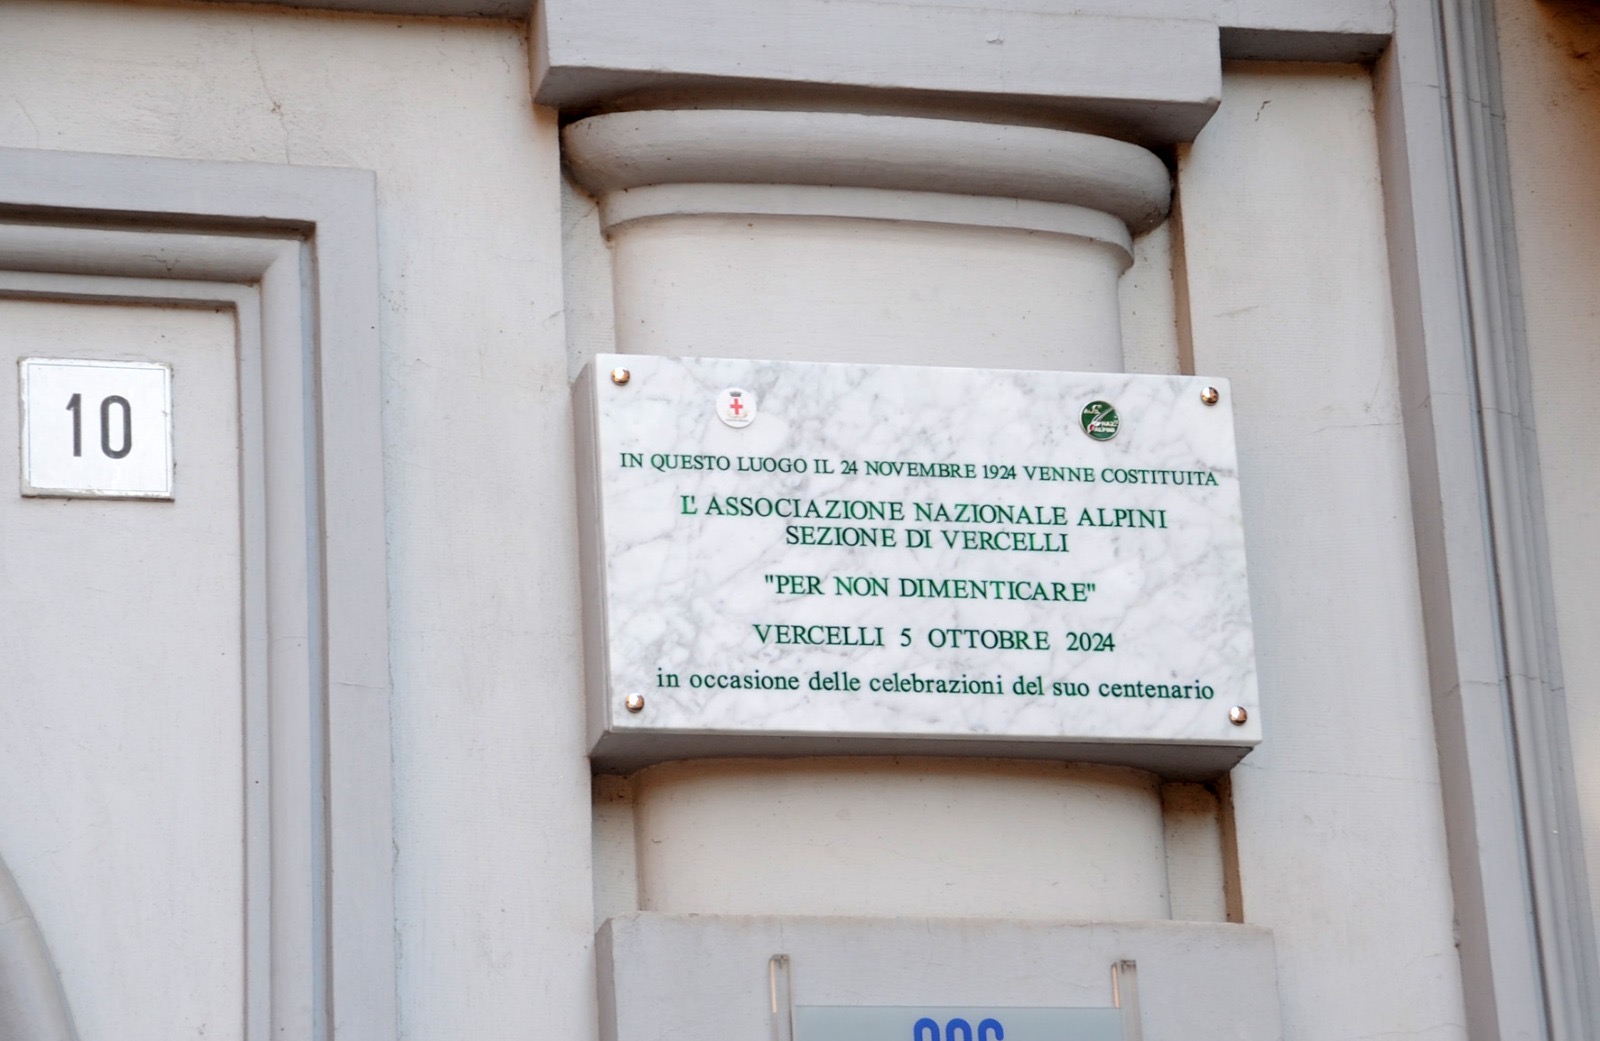 10
IN QUESTO LUOGO IL 24 NOVEMBRE 1924 VENNE COSTITUITA
L' ASSOCIAZIONE NAZIONALE ALPINI
SEZIONE DI VERCELLI
"PER NON DIMENTICARE"
VERCELLI 5 OTTOBRE 2024
in occasione delle celebrazioni del suo centenario